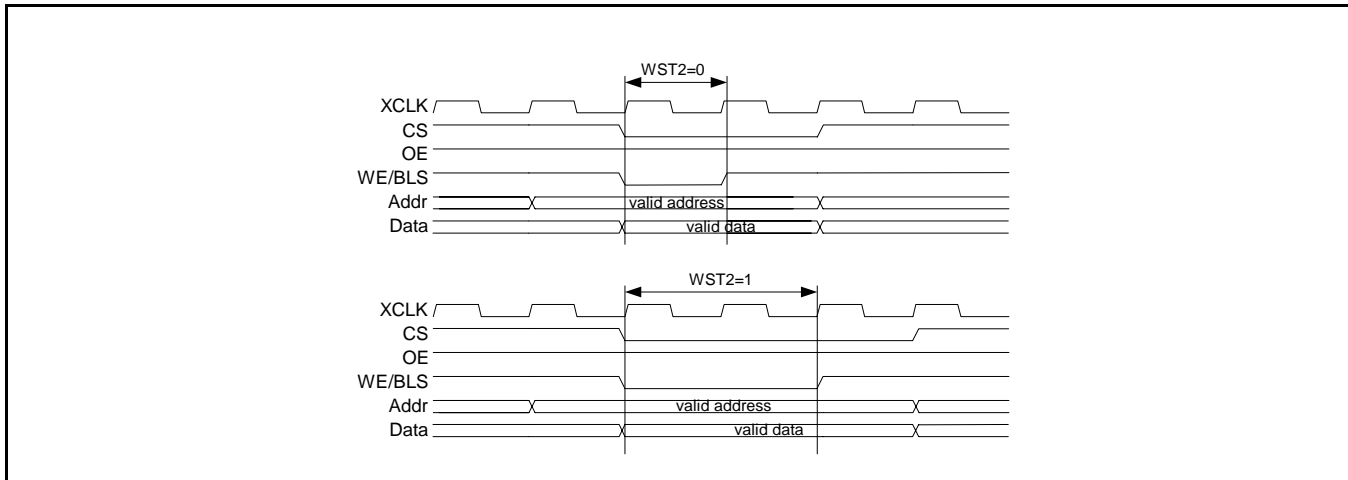 WST2=0
XCLK
CS
OE
WE/BLS
Addr
valid address
Data
valid data
WST2=1
XCLK
CS
OE
WE/BLS
Addr
valid address
Data
valid data